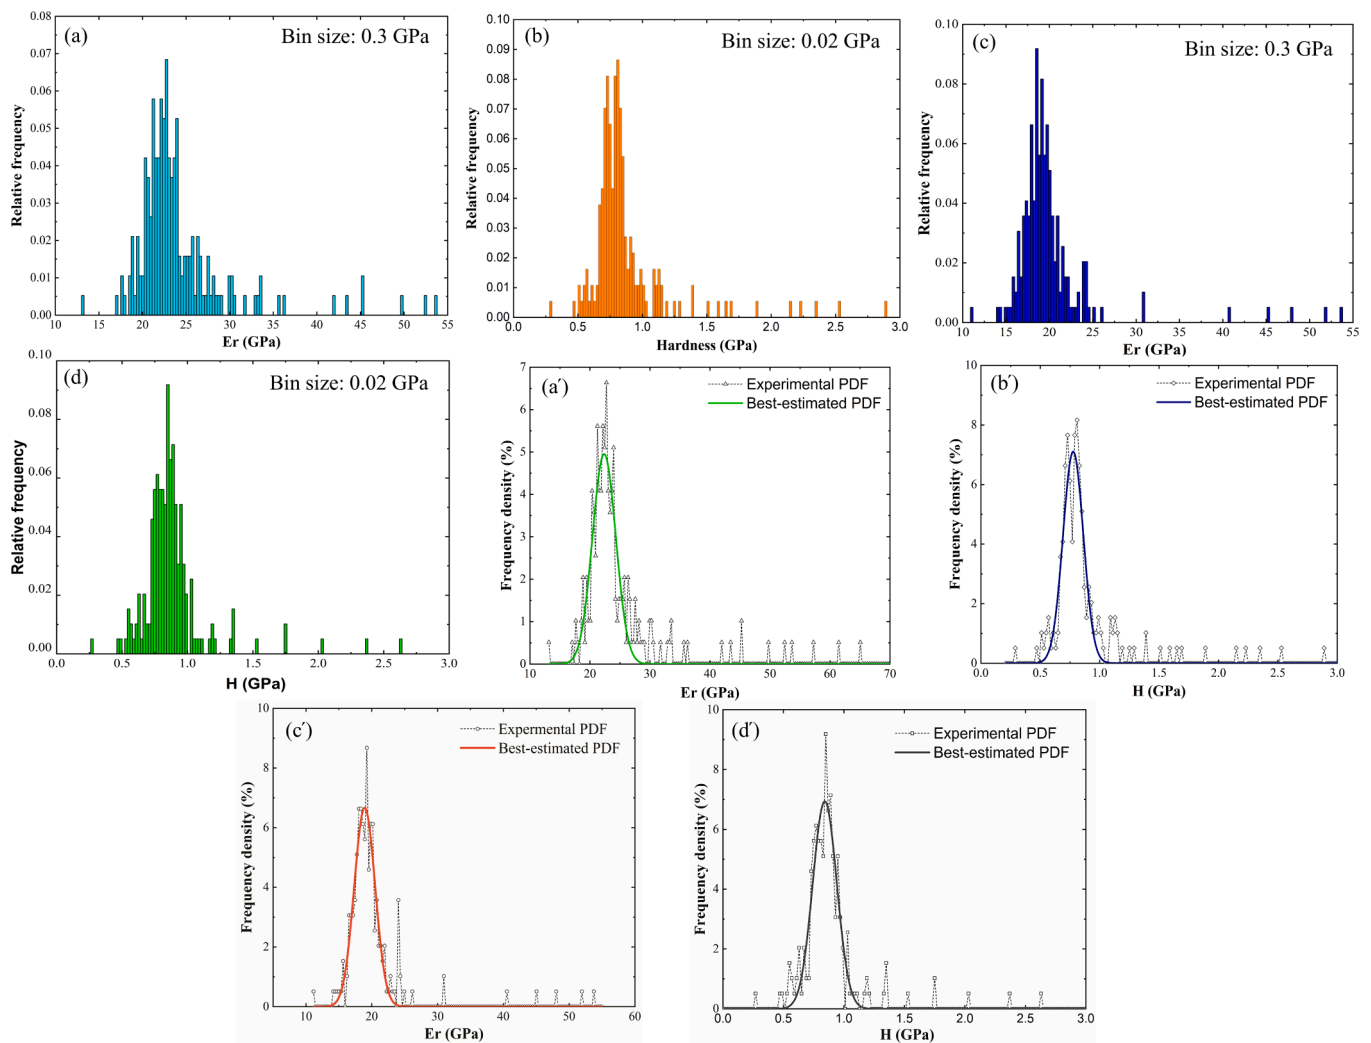 (a)
Bin size: 0.3 GPa
0.08
0.07
0.06
0.05
0.04
0.03
0.02
0.01
0.00
10 15 20 25 30 35 40 45 50 55
Relative frequency
Er (GPa)
(b)
Bin size: 0.02 GPa
0.10
0.09
0.08
0.07
0.06
0.05
0.04
0.03
0.02
0.01
0.00
0.0 0.5 1.0 1.5 2.0 2.5 3.0
Relative frequency
Hardness (GPa)
(c)
Bin size: 0.3 GPa
0.10
0.08
0.06
0.04
0.02
0.00
10 15 20 25 30 35 40 45 50 55
Relative frequency
Er (GPa)
(d)
Bin size: 0.02 GPa
0.10
0.08
0.06
0.04
0.02
0.00
0.0 0.5 1.0 1.5 2.0 2.5 3.0
Relative frequency
H (GPa)
(a′)
Experimental PDF
Best-estimated PDF
7
6
5
4
3
2
1
0
10 20 30 40 50 60 70
Frequency density (%)
Er (GPa)
(b′)
Experimental PDF
Best-estimated PDF
10
8
6
4
2
0
0.0 0.5 1.0 1.5 2.0 2.5 3.0
Frequency density (%)
H (GPa)
(c′)
Expermental PDF
Best-estimated PDF
10
8
6
4
2
0
10 20 30 40 50 60
Frequency density (%)
Er (GPa)
(d′)
Experimental PDF
Best-estimated PDF
10
8
6
4
2
0
0.0 0.5 1.0 1.5 2.0 2.5 3.0
Frequency density (%)
H (GPa)